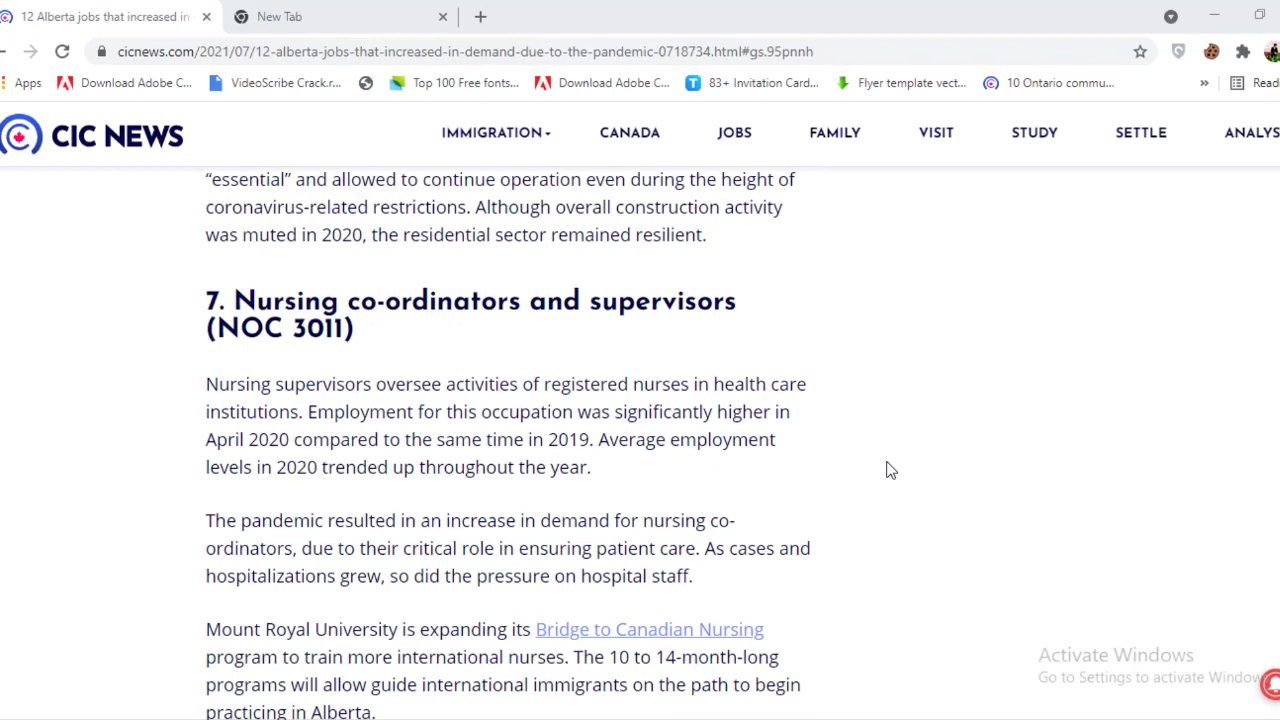 12 Alberta jobs that increased in
New Tab
cicnews.com/2021/07/12-alberta-jobs-that-increased-in-demand-due-to-the-pandemic-0718734.html#gs.95pnnh
Apps Download Adobe C... VideoScribe Crack.r... Top 100 Free fonts... Download Adobe C... 83+ Invitation Card... Flyer template vect... 10 Ontario commu... » Read
CIC NEWS IMMIGRATION CANADA JOBS FAMILY VISIT STUDY SETTLE ANALYS
“essential” and allowed to continue operation even during the height of
coronavirus-related restrictions. Although overall construction activity
was muted in 2020, the residential sector remained resilient.
7. Nursing co-ordinators and supervisors
(NOC 3011)
Nursing supervisors oversee activities of registered nurses in health care
institutions. Employment for this occupation was significantly higher in
April 2020 compared to the same time in 2019. Average employment
levels in 2020 trended up throughout the year.
The pandemic resulted in an increase in demand for nursing co-
ordinators, due to their critical role in ensuring patient care. As cases and
hospitalizations grew, so did the pressure on hospital staff.
Mount Royal University is expanding its Bridge to Canadian Nursing
program to train more international nurses. The 10 to 14-month-long
programs will allow guide international immigrants on the path to begin
practicing in Alberta.
Activate Windows
Go to Settings to activate Window